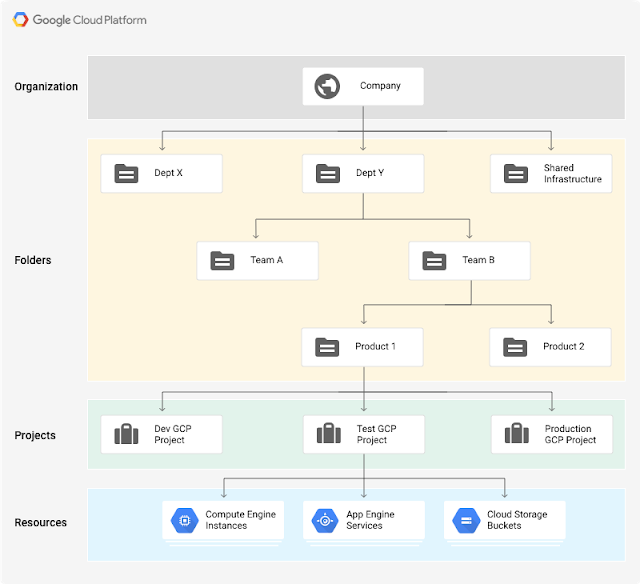 Google Cloud Platform
Organization
Company
Dept X
Dept Y
Shared
Infrastructure
Folders
Team A
Team B
Product 1
Product 2
Projects
Dev GCP
Project
Test GCP
Project
Production
GCP Project
Resources
Compute Engine
Instances
App Engine
Services
Cloud Storage
Buckets